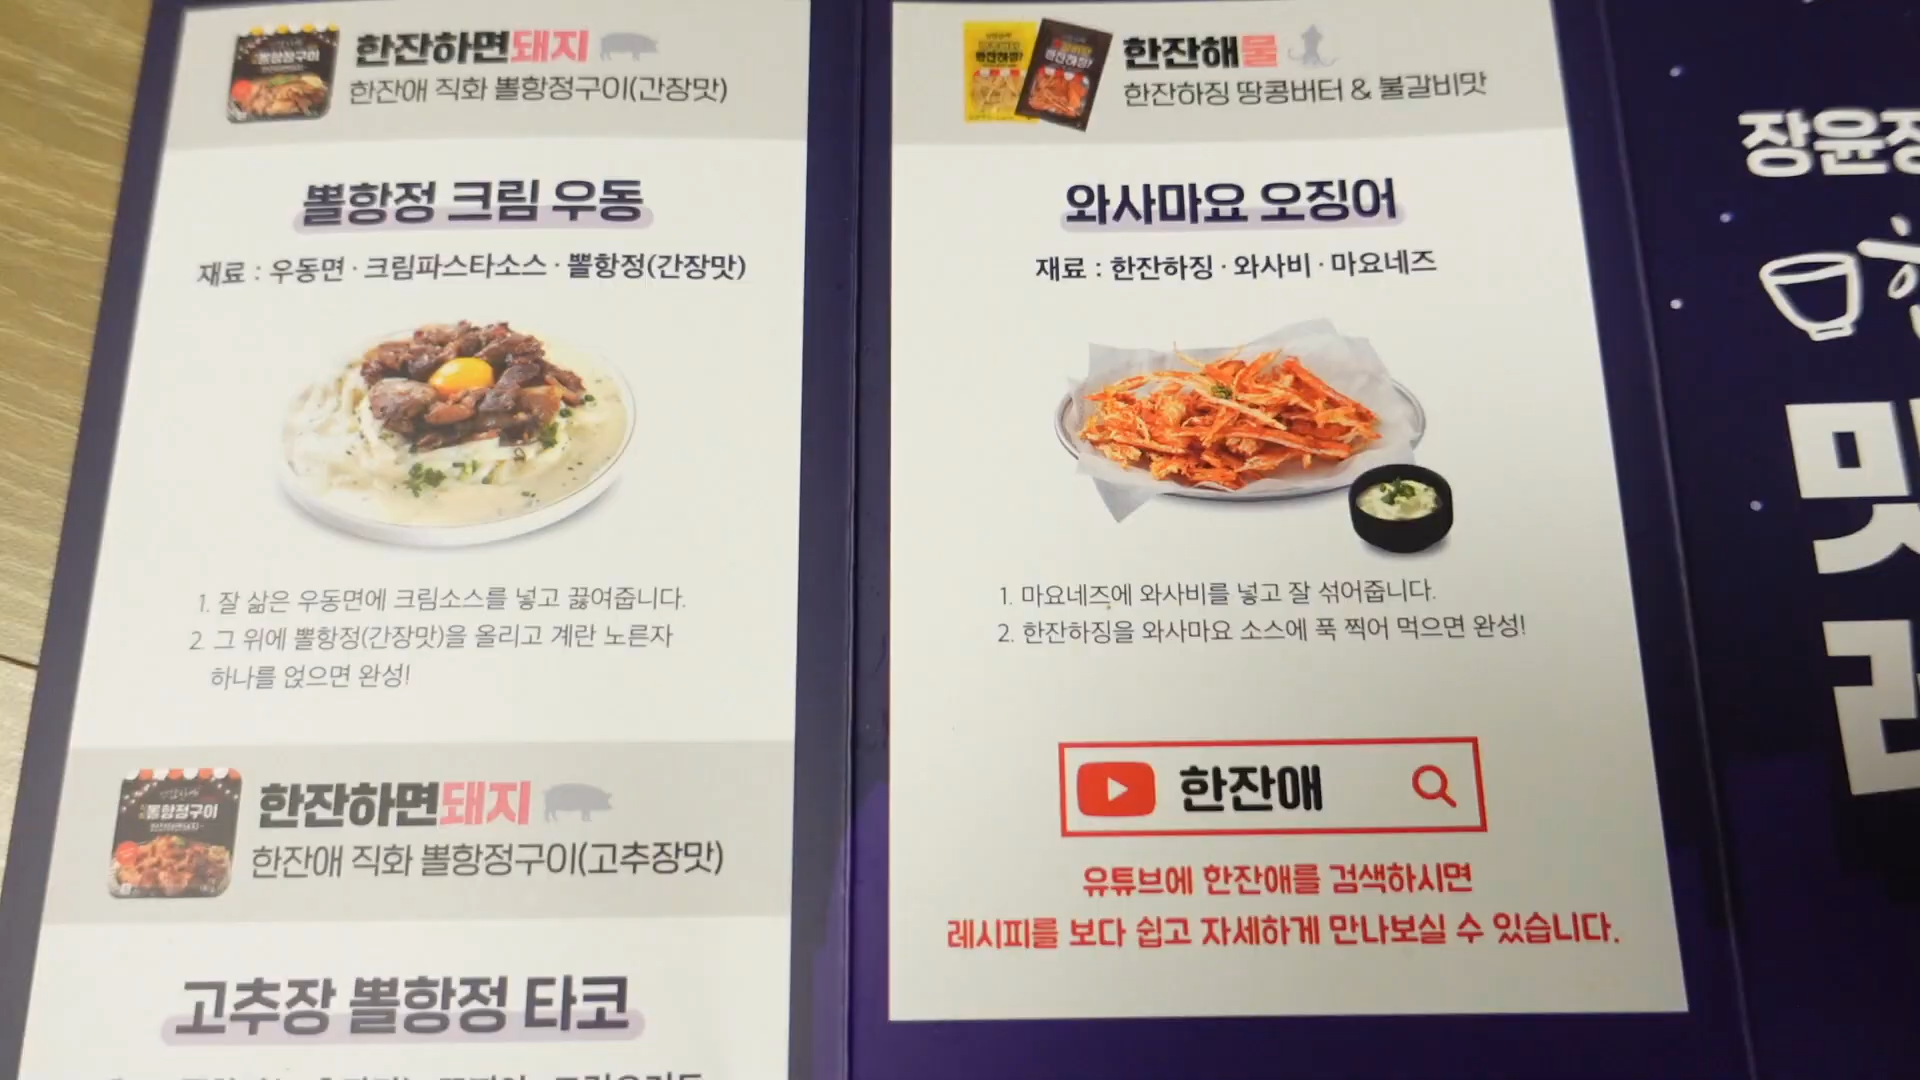 한잔하면돼지
한잔애 직화 뽈항정구이(간장맛)
뽈항정 크림 우동
재료 : 우동면 · 크림파스타소스 · 뽈항정(간장맛)
1. 잘 삶은 우동면에 크림소스를 넣고 끓여줍니다.
2. 그 위에 뽈항정(간장맛)을 올리고 계란 노른자
하나를 얹으면 완성!
한잔하면돼지
뽈항정구이
한잔애 직화 뽈항정구이(고추장맛)
고추장 뽈항정 타코
한잔해물
한잔하징 땅콩버터 & 불갈비맛
와사마요 오징어
재료 : 한잔하징 · 와사비 · 마요네즈
1. 마요네즈에 와사비를 넣고 잘 섞어줍니다.
2. 한잔하징을 와사마요 소스에 푹 찍어 먹으면 완성!
한잔애
유튜브에 한잔애를 검색하시면
레시피를 보다 쉽고 자세하게 만나보실 수 있습니다.
장윤정